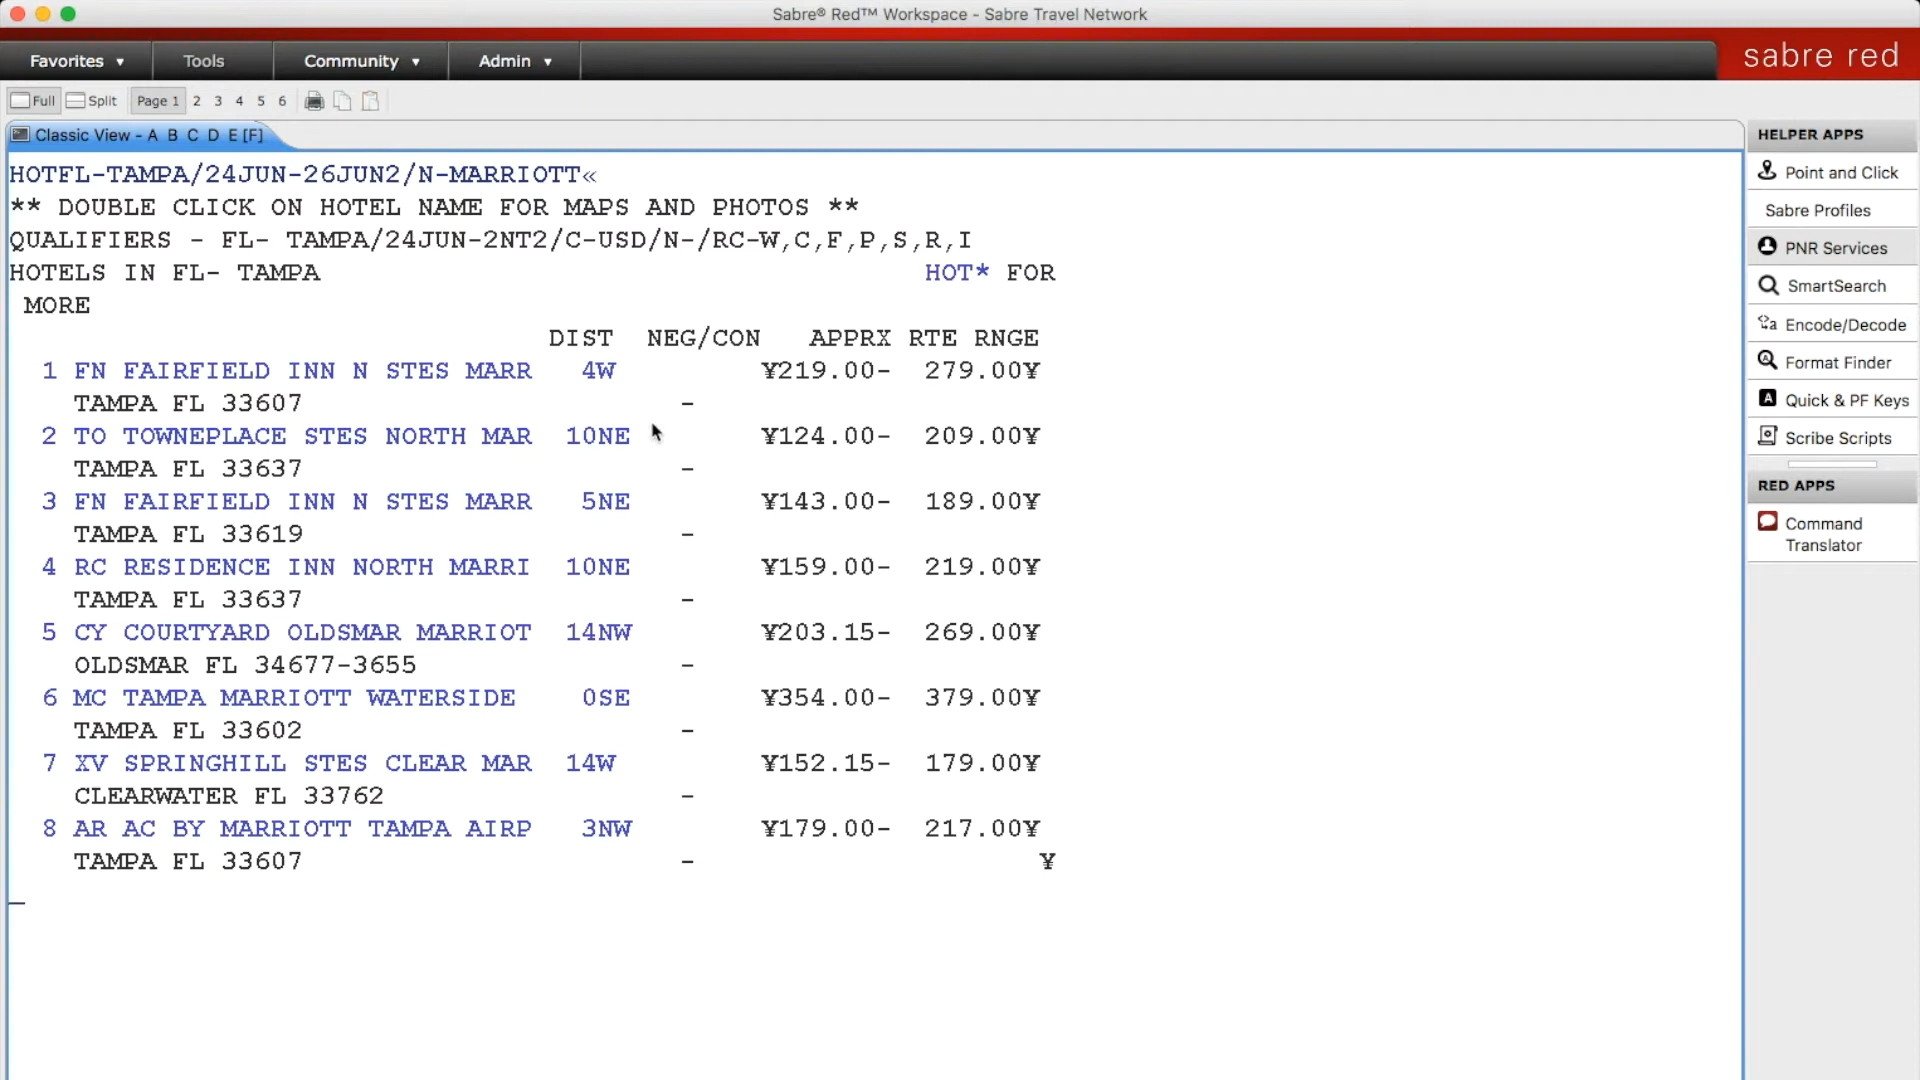 Sabre® Red™ Workspace - Sabre Travel Network
Favorites ▼ Tools Community ▼ Admin ▼ sabre red
Full Split Page 1 2 3 4 5 6
Classic View - A B C D E [F]
HOTFL-TAMPA/24JUN-26JUN2/N-MARRIOTT«
** DOUBLE CLICK ON HOTEL NAME FOR MAPS AND PHOTOS **
QUALIFIERS - FL- TAMPA/24JUN-2NT2/C-USD/N-/RC-W,C,F,P,S,R,I
HOTELS IN FL- TAMPA HOT* FOR
MORE
DIST NEG/CON APPRX RTE RNGE
1 FN FAIRFIELD INN N STES MARR 4W ¥219.00- 279.00¥
TAMPA FL 33607 -
2 TO TOWNEPLACE STES NORTH MAR 10NE ¥124.00- 209.00¥
TAMPA FL 33637 -
3 FN FAIRFIELD INN N STES MARR 5NE ¥143.00- 189.00¥
TAMPA FL 33619 -
4 RC RESIDENCE INN NORTH MARRI 10NE ¥159.00- 219.00¥
TAMPA FL 33637 -
5 CY COURTYARD OLDSMAR MARRIOT 14NW ¥203.15- 269.00¥
OLDSMAR FL 34677-3655 -
6 MC TAMPA MARRIOTT WATERSIDE 0SE ¥354.00- 379.00¥
TAMPA FL 33602 -
7 XV SPRINGHILL STES CLEAR MAR 14W ¥152.15- 179.00¥
CLEARWATER FL 33762 -
8 AR AC BY MARRIOTT TAMPA AIRP 3NW ¥179.00- 217.00¥
TAMPA FL 33607 - ¥
HELPER APPS
Point and Click
Sabre Profiles
PNR Services
SmartSearch
Encode/Decode
Format Finder
Quick & PF Keys
Scribe Scripts
RED APPS
Command
Translator